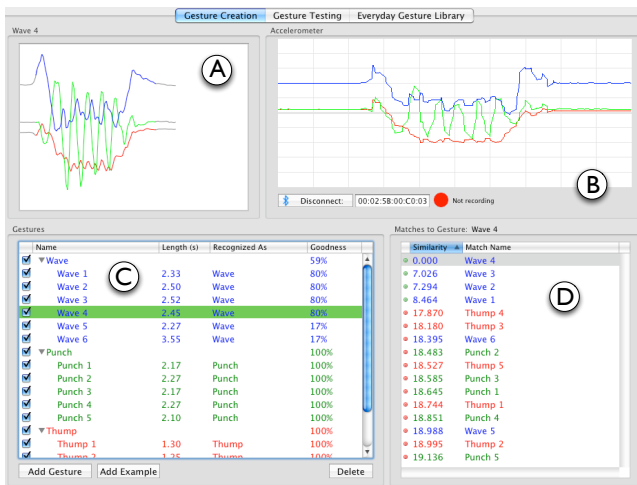 Gesture Creation Gesture Testing Everyday Gesture Library
Wave 4
A
Accelerometer
B
Disconnect: 00:02:5B:00:C0:03 Not recording
Gestures
Name Length (s) Recognized As Goodness
Wave 59%
Wave 1 2.33 Wave 80%
Wave 2 2.50 Wave 80%
Wave 3 2.52 Wave 80%
Wave 4 2.45 Wave 80%
Wave 5 2.27 Wave 17%
Wave 6 3.55 Wave 17%
Punch 100%
Punch 1 2.17 Punch 100%
Punch 2 2.27 Punch 100%
Punch 3 2.17 Punch 100%
Punch 4 2.27 Punch 100%
Punch 5 2.10 Punch 100%
Thump 100%
Thump 1 1.30 Thump 100%
Thump 2 1.25 Thump 100%
C
Add Gesture Add Example Delete
Matches to Gesture: Wave 4
Similarity Match Name
0.000 Wave 4
7.026 Wave 3
7.294 Wave 2
8.464 Wave 1
17.870 Thump 4
18.180 Thump 3
18.395 Wave 6
18.483 Punch 2
18.527 Thump 5
18.585 Punch 3
18.645 Punch 1
18.744 Thump 1
18.851 Punch 4
18.988 Wave 5
18.995 Thump 2
19.136 Punch 5
D